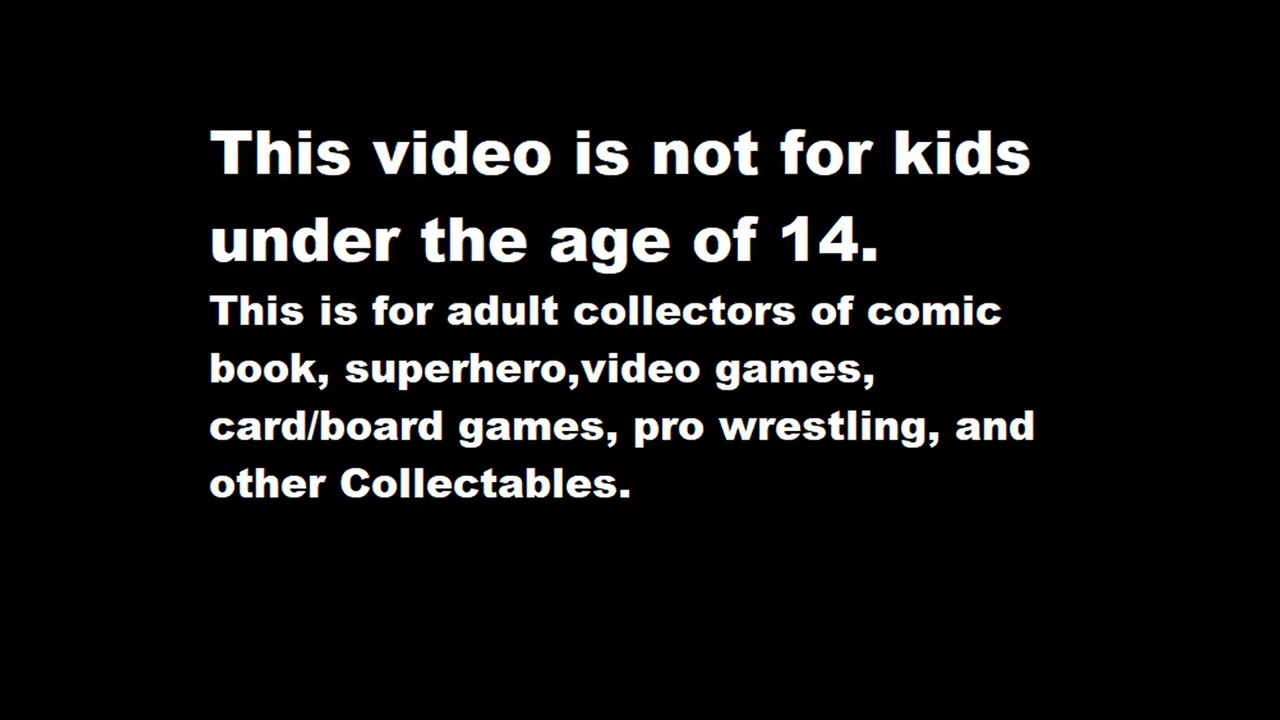 This video is not for kids
under the age of 14.
This is for adult collectors of comic
book, superhero,video games,
card/board games, pro wrestling, and
other Collectables.